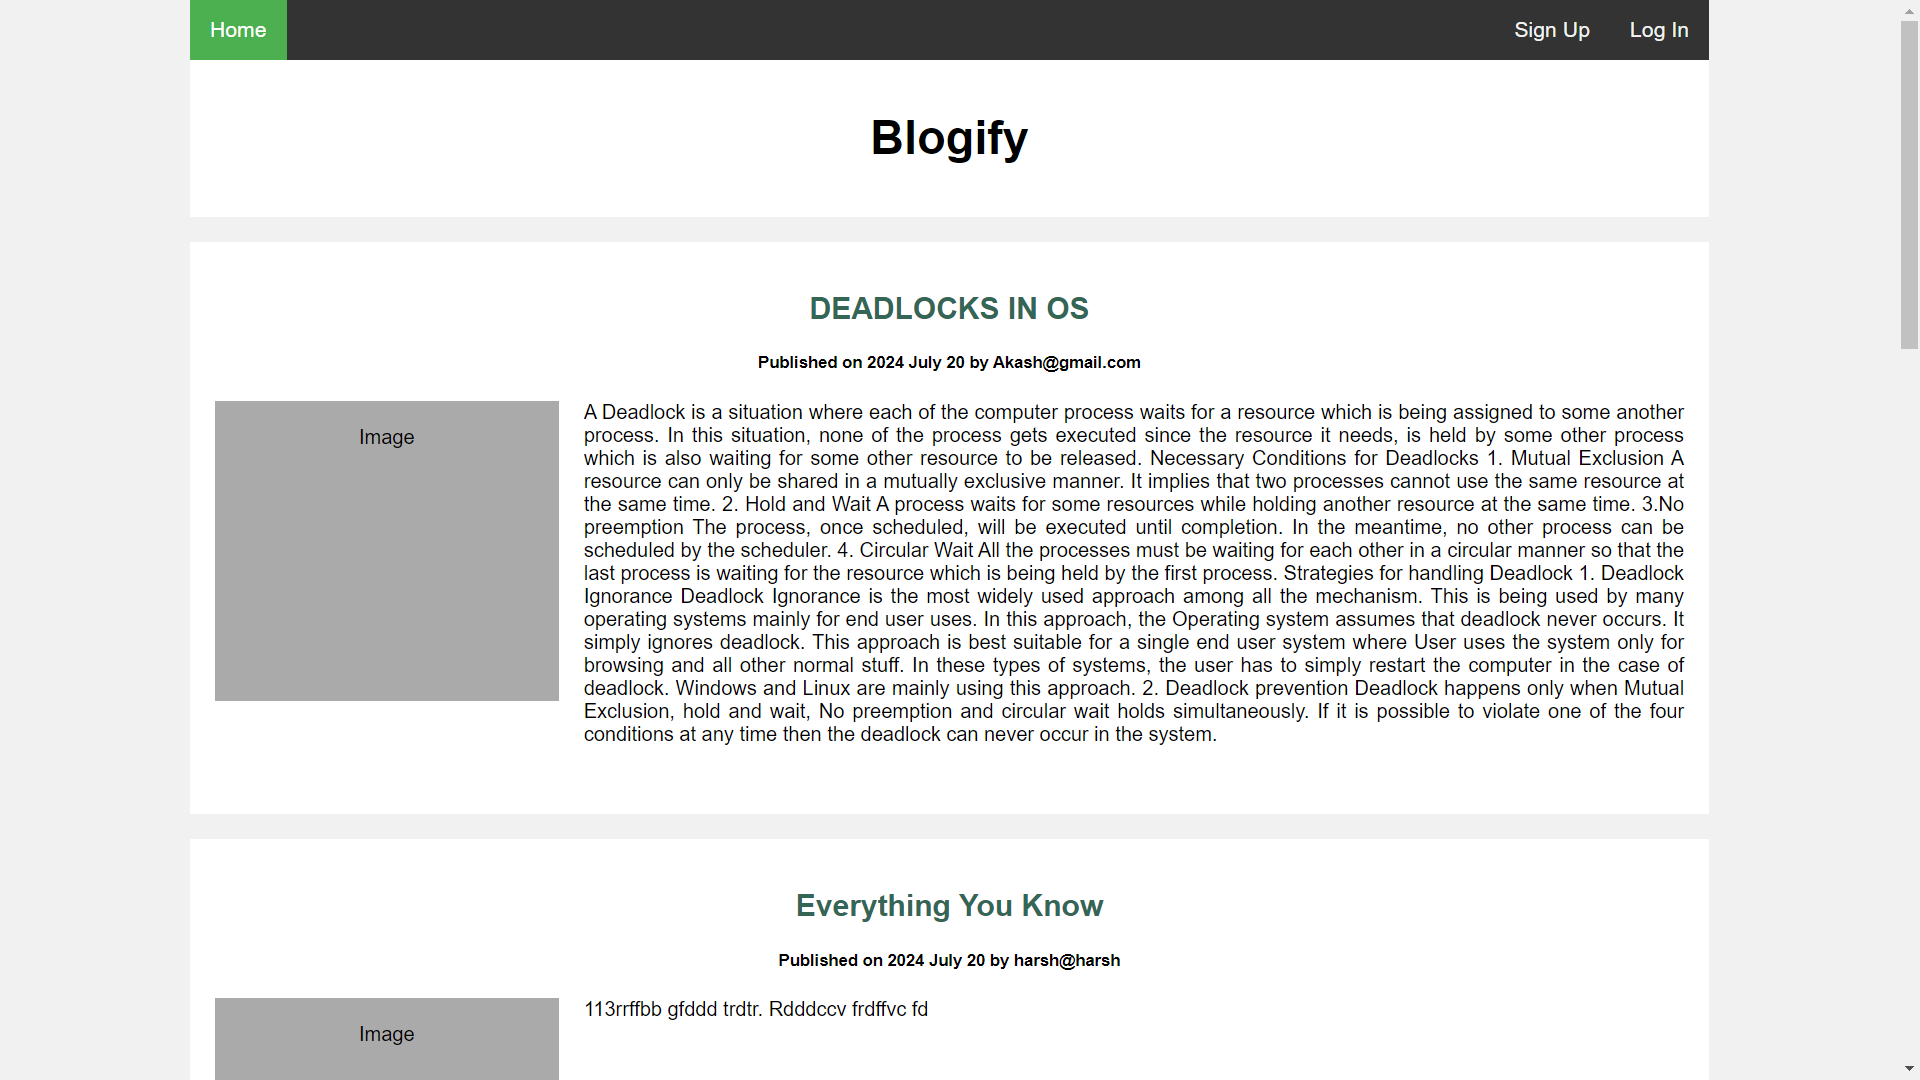 Home
Sign Up
Log In
Blogify
DEADLOCKS IN OS
Published on 2024 July 20 by Akash@gmail.com
Image
A Deadlock is a situation where each of the computer process waits for a resource which is being assigned to some another
process. In this situation, none of the process gets executed since the resource it needs, is held by some other process
which is also waiting for some other resource to be released. Necessary Conditions for Deadlocks 1. Mutual Exclusion A
resource can only be shared in a mutually exclusive manner. It implies that two processes cannot use the same resource at
the same time. 2. Hold and Wait A process waits for some resources while holding another resource at the same time. 3.No
preemption The process, once scheduled, will be executed until completion. In the meantime, no other process can be
scheduled by the scheduler. 4. Circular Wait All the processes must be waiting for each other in a circular manner so that the
last process is waiting for the resource which is being held by the first process. Strategies for handling Deadlock 1. Deadlock
Ignorance Deadlock Ignorance is the most widely used approach among all the mechanism. This is being used by many
operating systems mainly for end user uses. In this approach, the Operating system assumes that deadlock never occurs. It
simply ignores deadlock. This approach is best suitable for a single end user system where User uses the system only for
browsing and all other normal stuff. In these types of systems, the user has to simply restart the computer in the case of
deadlock. Windows and Linux are mainly using this approach. 2. Deadlock prevention Deadlock happens only when Mutual
Exclusion, hold and wait, No preemption and circular wait holds simultaneously. If it is possible to violate one of the four
conditions at any time then the deadlock can never occur in the system.
Everything You Know
Published on 2024 July 20 by harsh@harsh
Image
113rrffbb gfddd trdtr. Rdddccv frdffvc fd